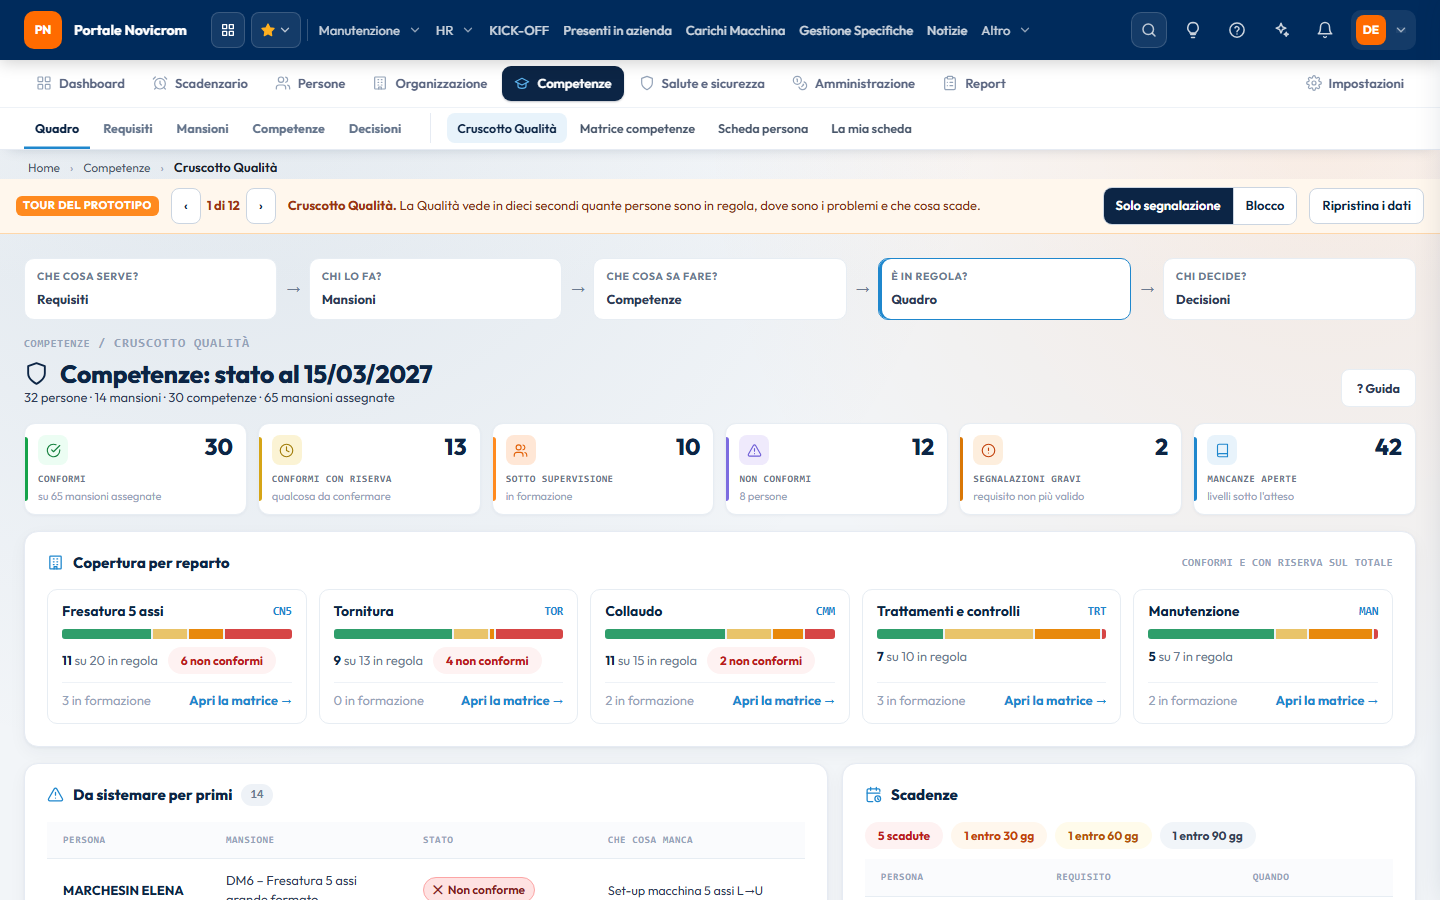 PN Portale Novicrom Manutenzione HR KICK-OFF Presenti in azienda Carichi Macchina Gestione Specifiche Notizie Altro DE
Dashboard Scadenzario Persone Organizzazione Competenze Salute e sicurezza Amministrazione Report Impostazioni
Quadro Requisiti Mansioni Competenze Decisioni Cruscotto Qualità Matrice competenze Scheda persona La mia scheda
Home › Competenze › Cruscotto Qualità
TOUR DEL PROTOTIPO ‹ 1 di 12 › Cruscotto Qualità. La Qualità vede in dieci secondi quante persone sono in regola, dove sono i problemi e che cosa scade. Solo segnalazione Blocco Ripristina i dati
CHE COSA SERVE?
Requisiti
→
CHI LO FA?
Mansioni
→
CHE COSA SA FARE?
Competenze
→
È IN REGOLA?
Quadro
→
CHI DECIDE?
Decisioni
COMPETENZE / CRUSCOTTO QUALITÀ
Competenze: stato al 15/03/2027
32 persone · 14 mansioni · 30 competenze · 65 mansioni assegnate
? Guida
30
CONFORMI
su 65 mansioni assegnate
13
CONFORMI CON RISERVA
qualcosa da confermare
10
SOTTO SUPERVISIONE
in formazione
12
NON CONFORMI
8 persone
2
SEGNALAZIONI GRAVI
requisito non più valido
42
MANCANZE APERTE
livelli sotto l'atteso
Copertura per reparto CONFORMI E CON RISERVA SUL TOTALE
Fresatura 5 assi CN5
11 su 20 in regola 6 non conformi
3 in formazione Apri la matrice →
Tornitura TOR
9 su 13 in regola 4 non conformi
0 in formazione Apri la matrice →
Collaudo CMM
11 su 15 in regola 2 non conformi
2 in formazione Apri la matrice →
Trattamenti e controlli TRT
7 su 10 in regola
3 in formazione Apri la matrice →
Manutenzione MAN
5 su 7 in regola
2 in formazione Apri la matrice →
Da sistemare per primi 14
PERSONA MANSIONE STATO CHE COSA MANCA
MARCHESIN ELENA DM6 – Fresatura 5 assi grande formato Non conforme Set-up macchina 5 assi L→U
Scadenze
5 scadute 1 entro 30 gg 1 entro 60 gg 1 entro 90 gg
PERSONA REQUISITO QUANDO